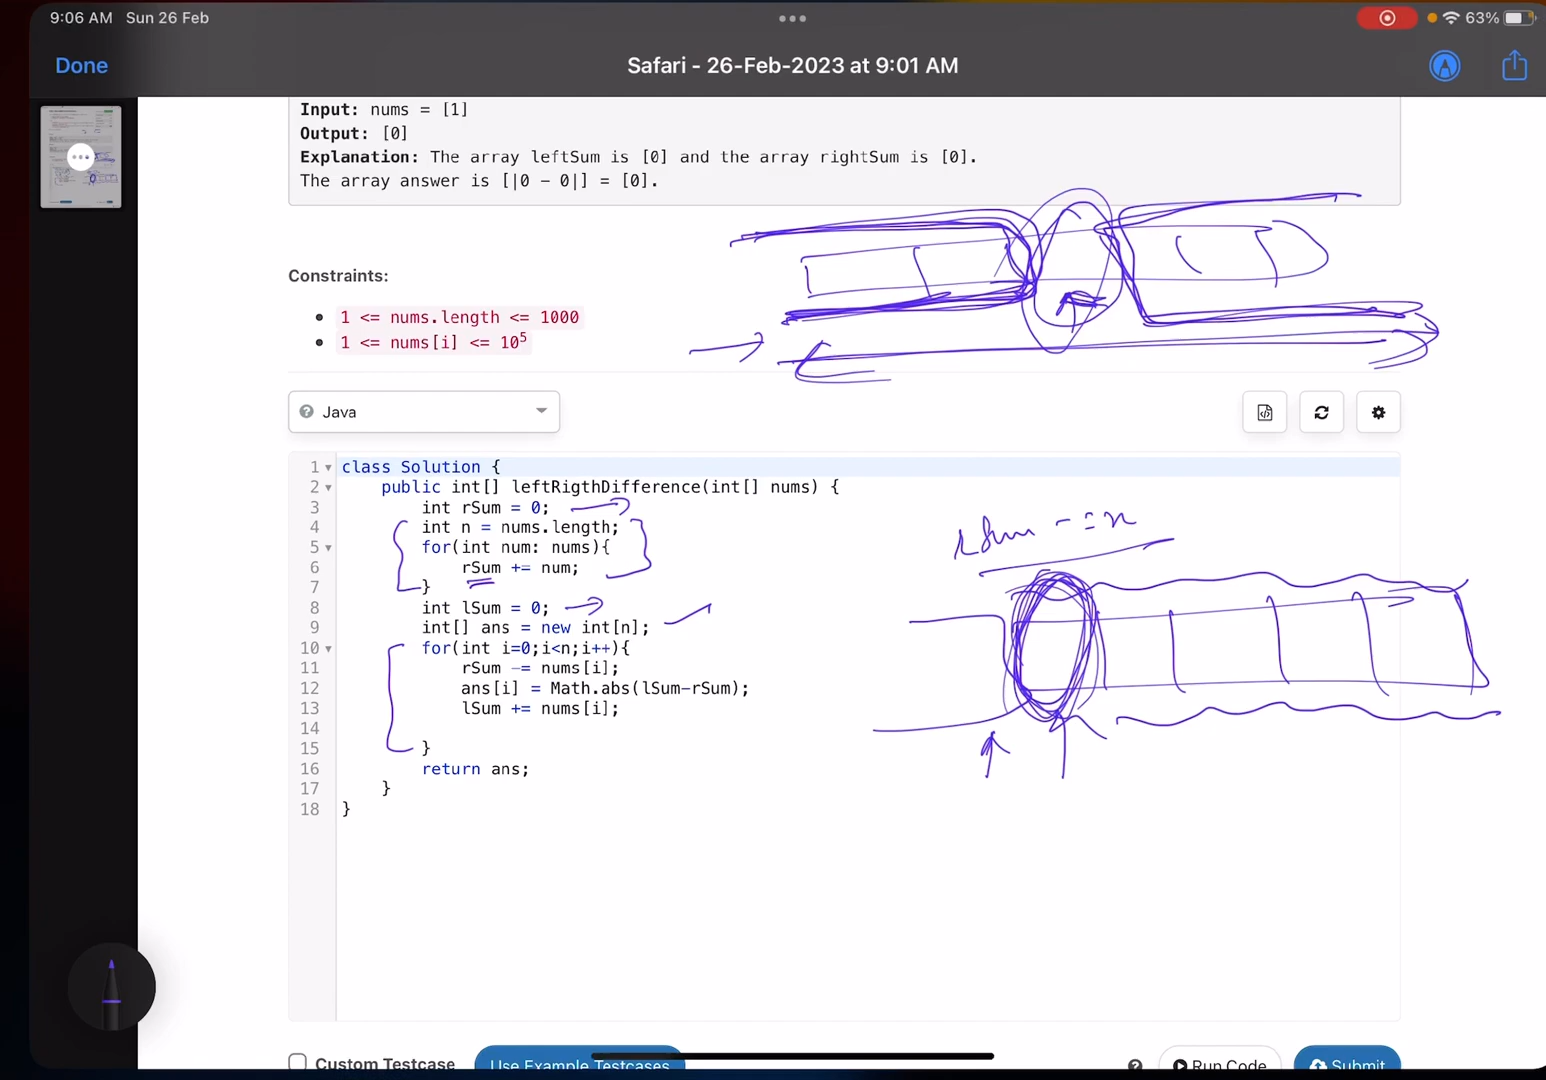 9:06 AM Sun 26 Feb
63%
Done
Safari - 26-Feb-2023 at 9:01 AM
Input: nums = [1]
Output: [0]
Explanation: The array leftSum is [0] and the array rightSum is [0].
The array answer is [|0 - 0|] = [0].
Constraints:
1 <= nums.length <= 1000
1 <= nums[i] <= 10⁵
Java
1 class Solution {
2 public int[] leftRigthDifference(int[] nums) {
3 int rSum = 0;
4 int n = nums.length;
5 for(int num: nums){
6 rSum += num;
7 }
8 int lSum = 0;
9 int[] ans = new int[n];
10 for(int i=0;i<n;i++){
11 rSum -= nums[i];
12 ans[i] = Math.abs(lSum-rSum);
13 lSum += nums[i];
14
15 }
16 return ans;
17 }
18 }
rSum -=n
Custom Testcase
Use Example Testcases
Run Code
Submit